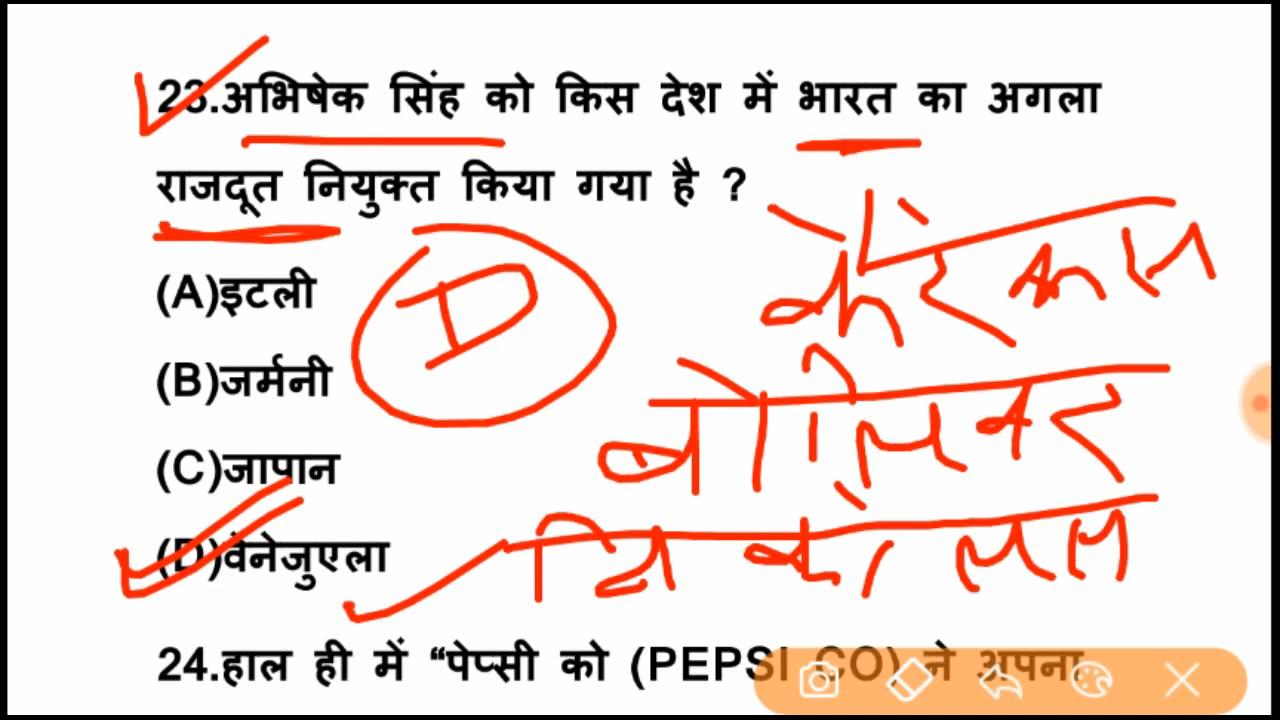 23.अभिषेक सिंह को किस देश में भारत का अगला
राजदूत नियुक्त किया गया है ?
(A)इटली
(B)जर्मनी
(C)जापान
(D)वेनेजुएला
D
24.हाल ही में “पेप्सी को (PEPSI CO) ने अपना